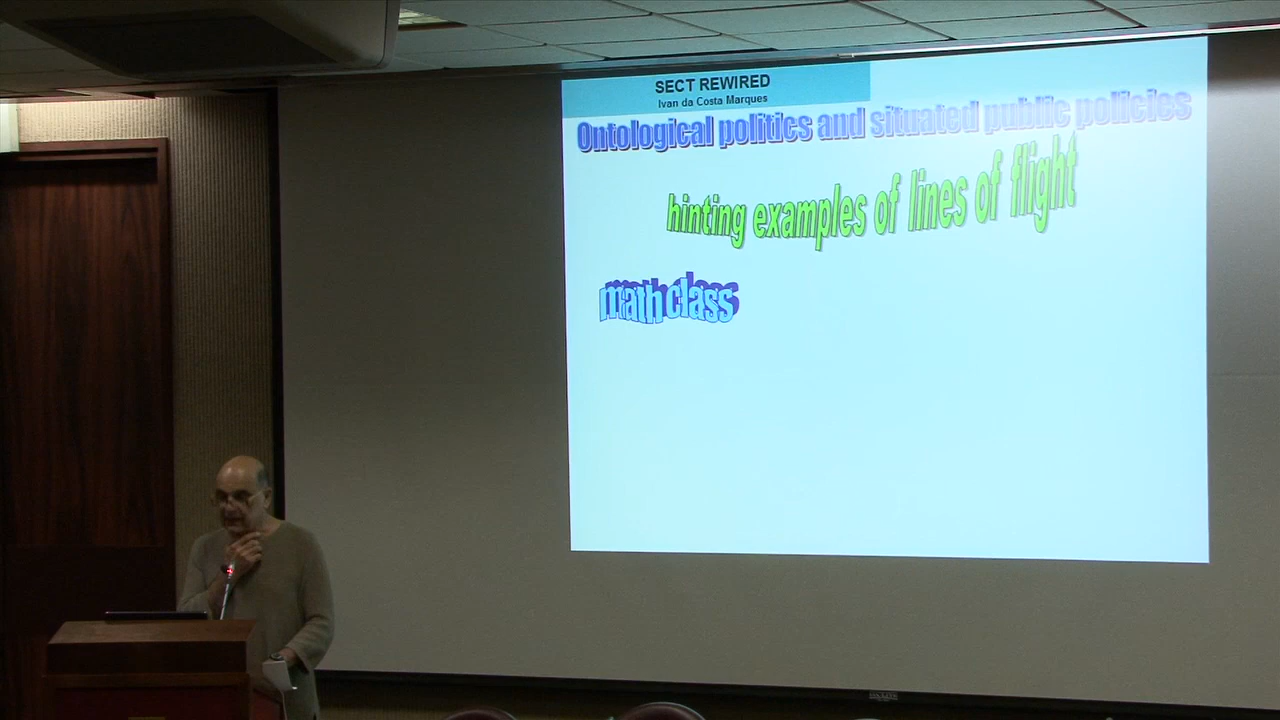 SECT REWIRED
Ivan da Costa Marques
Ontological politics and situated public policies
hinting examples of lines of flight
math class